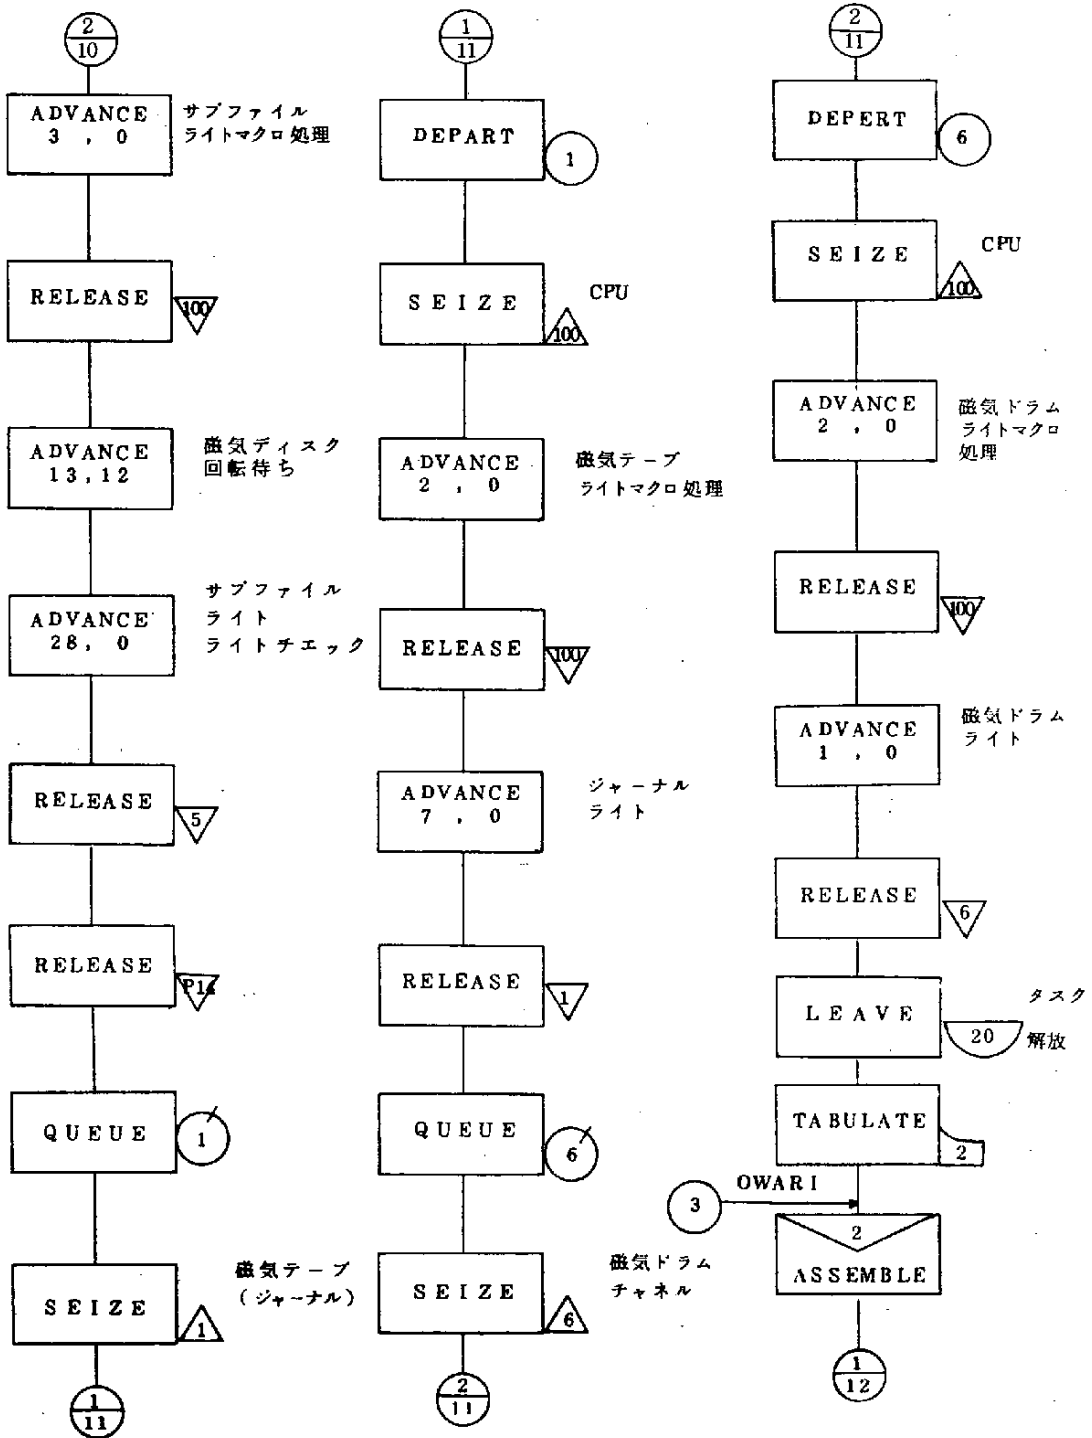 2
10
ADVANCE
3 , 0
サブファイル
ライトマクロ処理
RELEASE
100
ADVANCE
13,12
磁気ディスク
回転待ち
ADVANCE
28, 0
サブファイル
ライト
ライトチエック
RELEASE
5
RELEASE
P14
QUEUE
1
SEIZE
1
磁気テープ
(ジャーナル)
1
11
1
11
DEPART
1
SEIZE
100
CPU
ADVANCE
2 , 0
磁気テープ
ライトマクロ処理
RELEASE
100
ADVANCE
7 , 0
ジャーナル
ライト
RELEASE
1
QUEUE
6
SEIZE
6
磁気ドラム
チャネル
2
11
2
11
DEPERT
6
SEIZE
100
CPU
ADVANCE
2 , 0
磁気ドラム
ライトマクロ
処理
RELEASE
100
ADVANCE
1 , 0
磁気ドラム
ライト
RELEASE
6
LEAVE
20
タスク
解放
TABULATE
2
3
OWARI
2
ASSEMBLE
1
12